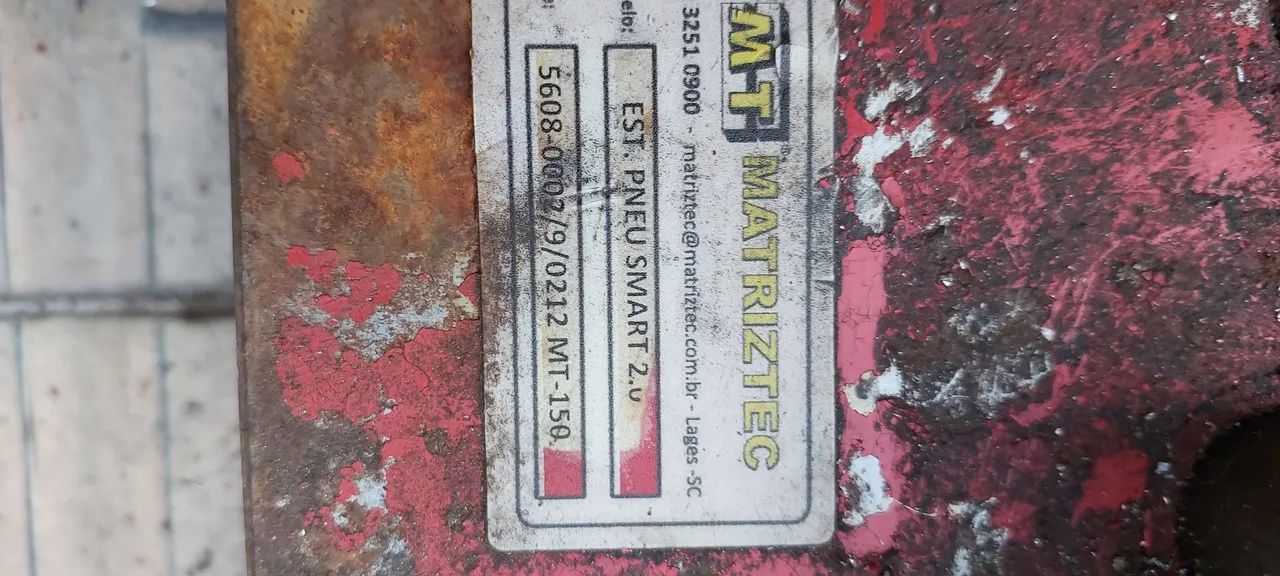 MT MATRIZTEC
3251 0900 - matriztec@matriztec.com.br - Lages -SC
elo: EST. PNEU SMART 2.0
e: 5608-0002/9/0212 MT-150